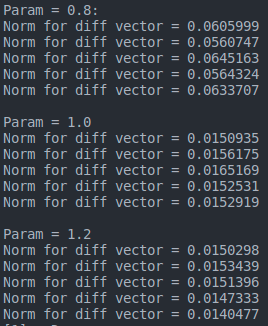 Param = 0.8:
Norm for diff vector = 0.0605999
Norm for diff vector = 0.0560747
Norm for diff vector = 0.0645163
Norm for diff vector = 0.0564324
Norm for diff vector = 0.0633707
Param = 1.0
Norm for diff vector = 0.0150935
Norm for diff vector = 0.0156175
Norm for diff vector = 0.0165169
Norm for diff vector = 0.0152531
Norm for diff vector = 0.0152919
Param = 1.2
Norm for diff vector = 0.0150298
Norm for diff vector = 0.0153439
Norm for diff vector = 0.0151396
Norm for diff vector = 0.0147333
Norm for diff vector = 0.0140477